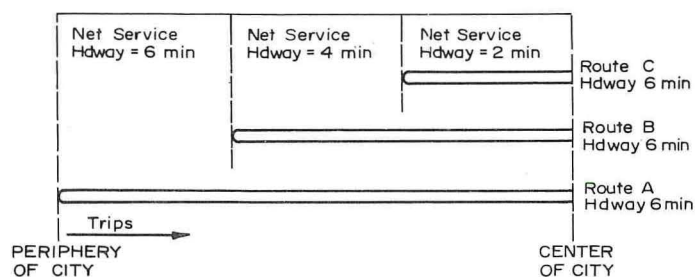 Net Service
Hdway = 6 min
Net Service
Hdway = 4 min
Net Service
Hdway = 2 min
Route C
Hdway 6 min
Route B
Hdway 6 min
Route A
Hdway 6 min
Trips
PERIPHERY
OF CITY
CENTER
OF CITY